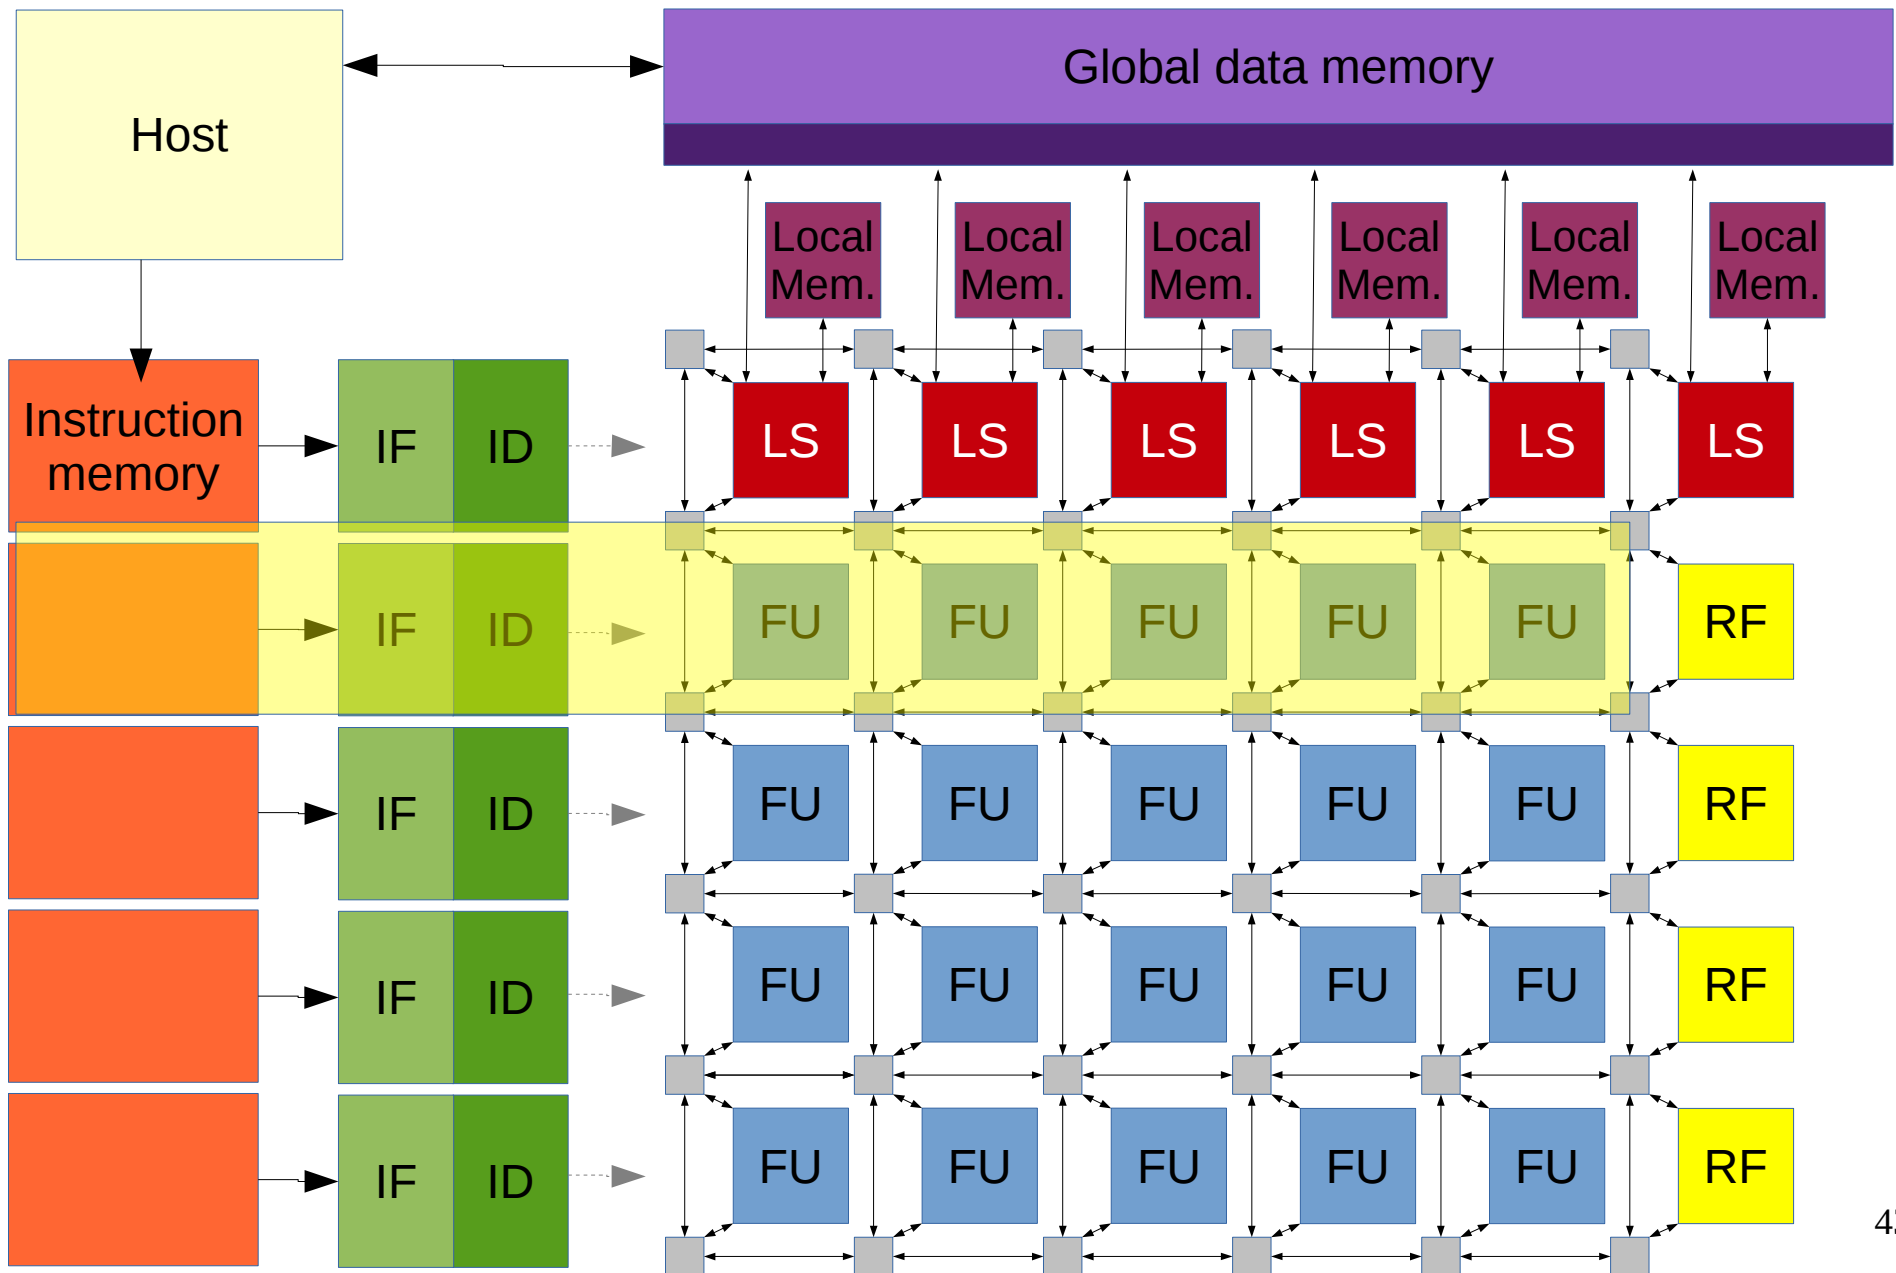 Host
Global data memory
Local Local Local Local Local Local
Mem. Mem. Mem. Mem. Mem. Mem.
Instruction
memory
IF ID LS LS LS LS LS LS
IF ID FU FU FU FU FU RF
IF ID FU FU FU FU FU RF
IF ID FU FU FU FU FU RF
IF ID FU FU FU FU FU RF